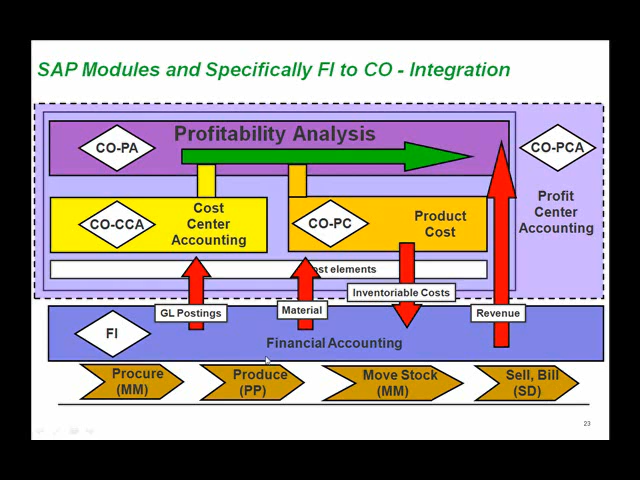 SAP Modules and Specifically FI to CO - Integration
CO-PA
Profitability Analysis
CO-PCA
Profit
Center
Accounting
CO-CCA
Cost
Center
Accounting
CO-PC
Product
Cost
ost elements
Inventoriable Costs
GL Postings
Material
Revenue
FI
Financial Accounting
Procure
(MM)
Produce
(PP)
Move Stock
(MM)
Sell, Bill
(SD)
23